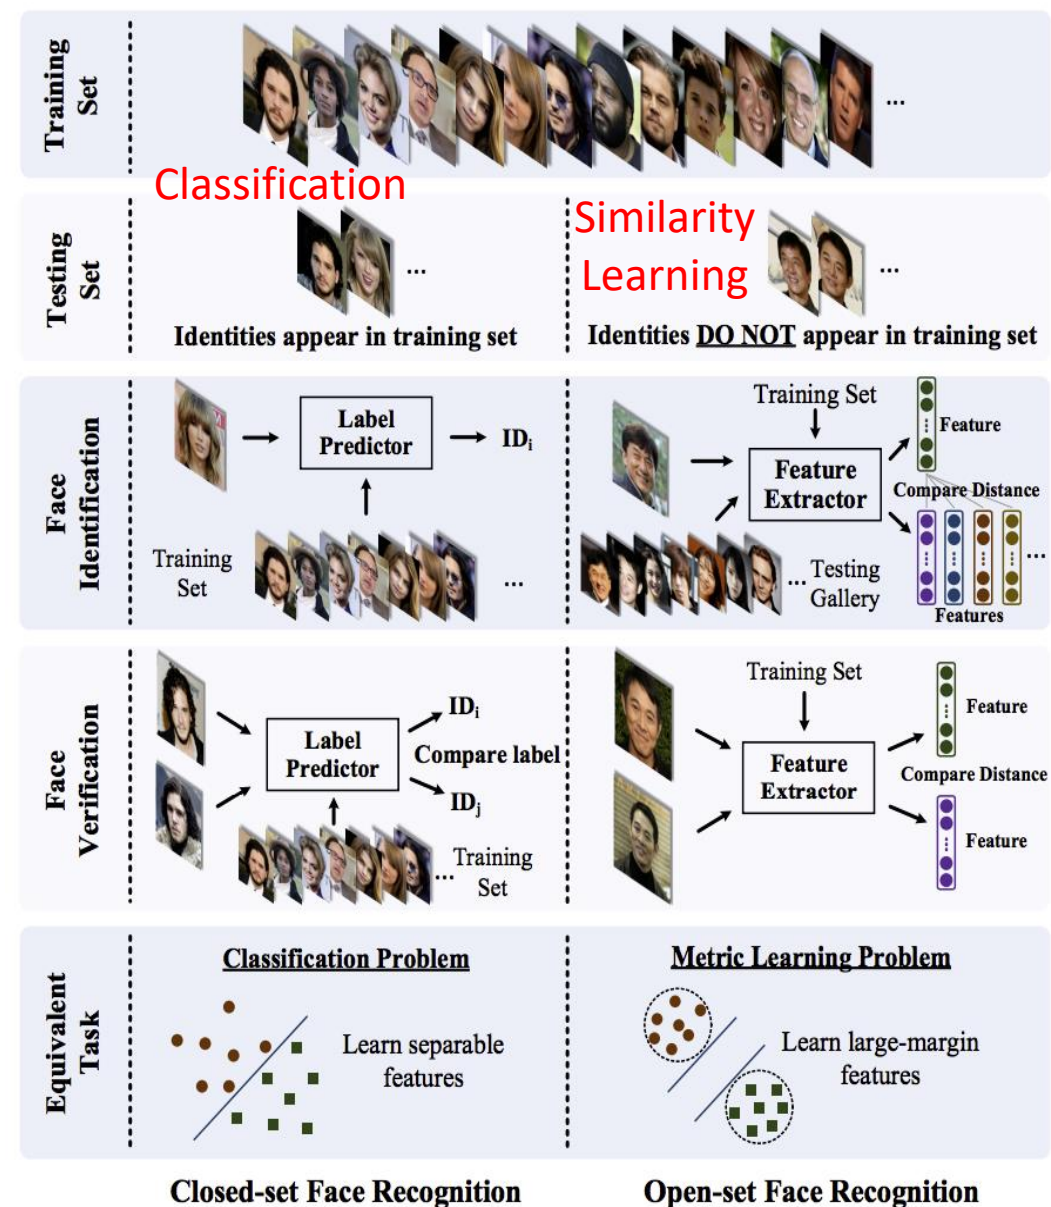 Training
Set
...
Classification
Testing
Set
...
Identities appear in training set
Similarity
Learning
...
Identities DO NOT appear in training set
Face
Identification
Label
Predictor
IDi
Training
Set
...
Training Set
Feature
Extractor
Feature
Compare Distance
...
Testing
Gallery
...
Features
Face
Verification
Label
Predictor
IDi
Compare label
IDj
...
Training
Set
Training Set
Feature
Extractor
Feature
Compare Distance
Feature
Equivalent
Task
Classification Problem
Learn separable
features
Metric Learning Problem
Learn large-margin
features
Closed-set Face Recognition
Open-set Face Recognition